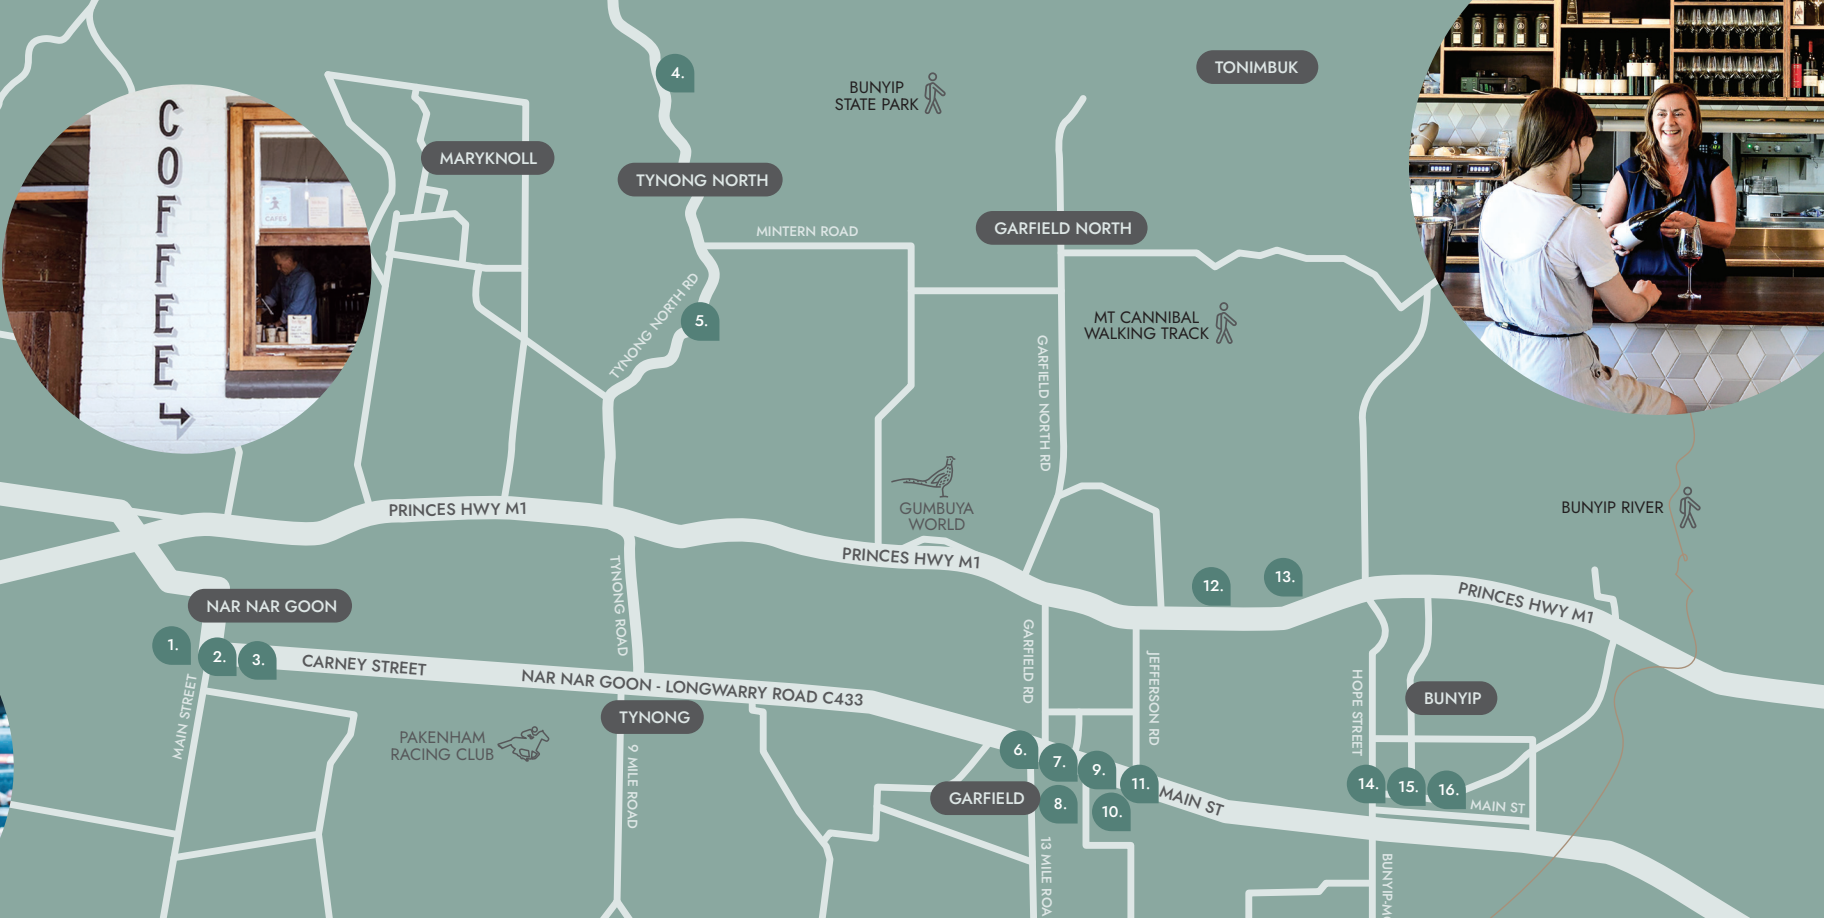 4.
TONIMBUK
BUNYIP
STATE PARK
COFFEE
CAFES
MARYKNOLL
TYNONG NORTH
GARFIELD NORTH
MINTERN ROAD
TYNONG NORTH RD
5.
MT CANNIBAL
WALKING TRACK
GARFIELD NORTH RD
GUMBUYA
WORLD
BUNYIP RIVER
PRINCES HWY M1
PRINCES HWY M1
PRINCES HWY M1
12.
13.
NAR NAR GOON
TYNONG ROAD
1.
2.
3.
CARNEY STREET
NAR NAR GOON - LONGWARRY ROAD C433
GARFIELD RD
JEFFERSON RD
HOPE STREET
BUNYIP
MAIN STREET
TYNONG
PAKENHAM
RACING CLUB
9 MILE ROAD
6.
7.
9.
11.
MAIN ST
GARFIELD
8.
10.
14.
15.
16.
MAIN ST
13 MILE ROA
BUNYIP-M